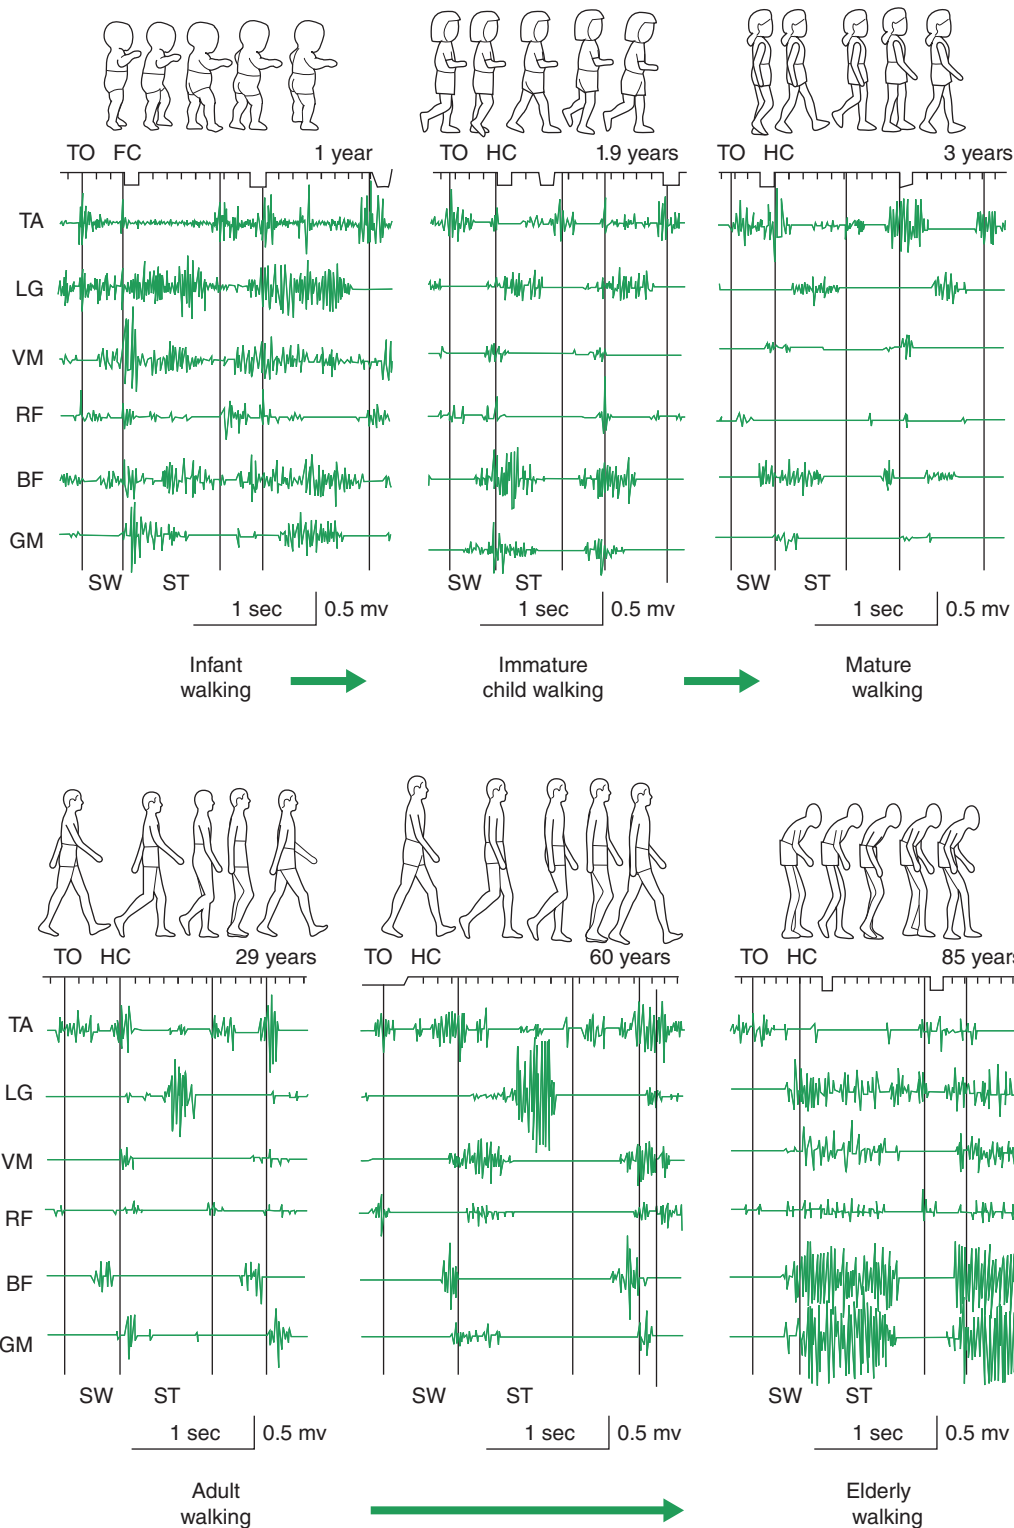 TO FC 1 year
TO HC 1.9 years
TO HC 3 years
TA
LG
VM
RF
BF
GM
SW ST
SW ST
SW ST
1 sec 0.5 mv
1 sec 0.5 mv
1 sec 0.5 mv
Infant
walking
Immature
child walking
Mature
walking
TO HC 29 years
TO HC 60 years
TO HC 85 years
TA
LG
VM
RF
BF
GM
SW ST
SW ST
SW ST
1 sec 0.5 mv
1 sec 0.5 mv
1 sec 0.5 mv
Adult
walking
Elderly
walking